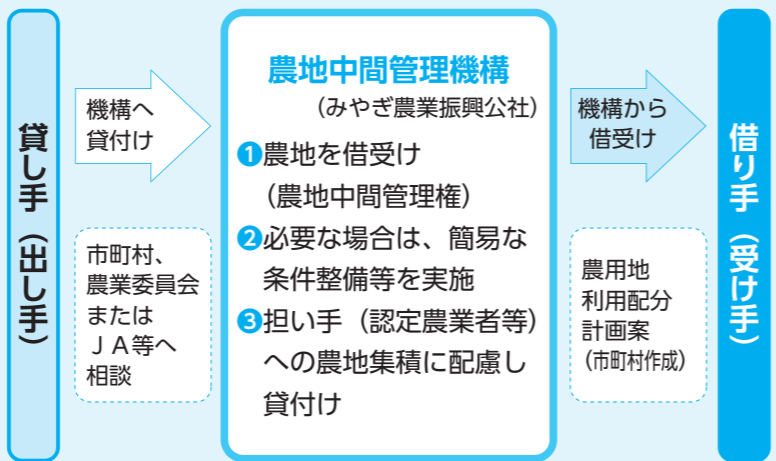 貸し手（出し手）
機構へ
貸付け
市町村、
農業委員会
または
ＪＡ等へ
相談
農地中間管理機構
（みやぎ農業振興公社）
❶農地を借受け
（農地中間管理権）
❷必要な場合は、簡易な
条件整備等を実施
❸担い手（認定農業者等）
への農地集積に配慮し
貸付け
機構から
借受け
農用地
利用配分
計画案
（市町村作成）
借り手（受け手）